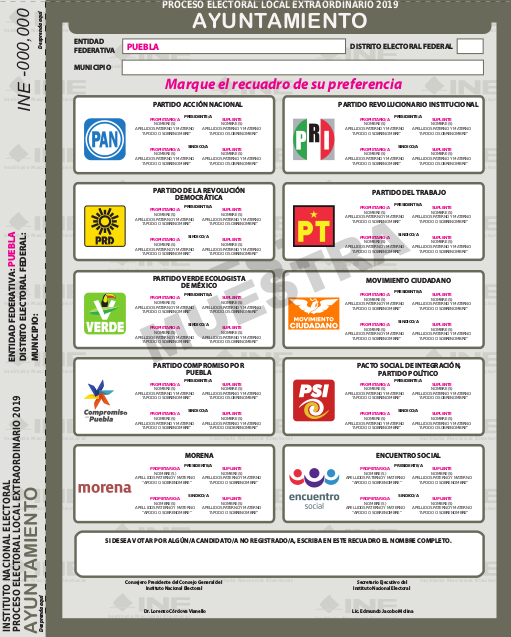 PROCESO ELECTORAL LOCAL EXTRAORDINARIO 2019
AYUNTAMIENTO
ENTIDAD FEDERATIVA PUEBLA DISTRITO ELECTORAL FEDERAL
MUNICIPIO
Marque el recuadro de su preferencia
PARTIDO ACCIÓN NACIONAL
PAN
PRESIDENTE/A
PROPIETARIO/A SUPLENTE
NOMBRE(S) NOMBRE(S)
APELLIDOS PATERNO Y MATERNO APELLIDOS PATERNO Y MATERNO
"APODO O SOBRENOMBRE" "APODO O SOBRENOMBRE"
SINDICO/A
PROPIETARIO/A SUPLENTE
NOMBRE(S) NOMBRE(S)
APELLIDOS PATERNO Y MATERNO APELLIDOS PATERNO Y MATERNO
"APODO O SOBRENOMBRE" "APODO O SOBRENOMBRE"
PARTIDO REVOLUCIONARIO INSTITUCIONAL
PRI
PRESIDENTE/A
PROPIETARIO/A SUPLENTE
NOMBRE(S) NOMBRE(S)
APELLIDOS PATERNO Y MATERNO APELLIDOS PATERNO Y MATERNO
"APODO O SOBRENOMBRE" "APODO O SOBRENOMBRE"
SINDICO/A
PROPIETARIO/A SUPLENTE
NOMBRE(S) NOMBRE(S)
APELLIDOS PATERNO Y MATERNO APELLIDOS PATERNO Y MATERNO
"APODO O SOBRENOMBRE" "APODO O SOBRENOMBRE"
PARTIDO DE LA REVOLUCIÓN
DEMOCRÁTICA
PRD
PRESIDENTE/A
PROPIETARIO/A SUPLENTE
NOMBRE(S) NOMBRE(S)
APELLIDOS PATERNO Y MATERNO APELLIDOS PATERNO Y MATERNO
"APODO O SOBRENOMBRE" "APODO O SOBRENOMBRE"
SINDICO/A
PROPIETARIO/A SUPLENTE
NOMBRE(S) NOMBRE(S)
APELLIDOS PATERNO Y MATERNO APELLIDOS PATERNO Y MATERNO
"APODO O SOBRENOMBRE" "APODO O SOBRENOMBRE"
PARTIDO DEL TRABAJO
PT
PRESIDENTE/A
PROPIETARIO/A SUPLENTE
NOMBRE(S) NOMBRE(S)
APELLIDOS PATERNO Y MATERNO APELLIDOS PATERNO Y MATERNO
"APODO O SOBRENOMBRE" "APODO O SOBRENOMBRE"
SINDICO/A
PROPIETARIO/A SUPLENTE
NOMBRE(S) NOMBRE(S)
APELLIDOS PATERNO Y MATERNO APELLIDOS PATERNO Y MATERNO
"APODO O SOBRENOMBRE" "APODO O SOBRENOMBRE"
PARTIDO VERDE ECOLOGISTA
DE MÉXICO
VERDE
PRESIDENTE/A
PROPIETARIO/A SUPLENTE
NOMBRE(S) NOMBRE(S)
APELLIDOS PATERNO Y MATERNO APELLIDOS PATERNO Y MATERNO
"APODO O SOBRENOMBRE" "APODO O SOBRENOMBRE"
SINDICO/A
PROPIETARIO/A SUPLENTE
NOMBRE(S) NOMBRE(S)
APELLIDOS PATERNO Y MATERNO APELLIDOS PATERNO Y MATERNO
"APODO O SOBRENOMBRE" "APODO O SOBRENOMBRE"
MOVIMIENTO CIUDADANO
MOVIMIENTO
CIUDADANO
PRESIDENTE/A
PROPIETARIO/A SUPLENTE
NOMBRE(S) NOMBRE(S)
APELLIDOS PATERNO Y MATERNO APELLIDOS PATERNO Y MATERNO
"APODO O SOBRENOMBRE" "APODO O SOBRENOMBRE"
SINDICO/A
PROPIETARIO/A SUPLENTE
NOMBRE(S) NOMBRE(S)
APELLIDOS PATERNO Y MATERNO APELLIDOS PATERNO Y MATERNO
"APODO O SOBRENOMBRE" "APODO O SOBRENOMBRE"
MUESTRA
PARTIDO COMPROMISO POR
PUEBLA
Compromiso
por Puebla
PRESIDENTE/A
PROPIETARIO/A SUPLENTE
NOMBRE(S) NOMBRE(S)
APELLIDOS PATERNO Y MATERNO APELLIDOS PATERNO Y MATERNO
"APODO O SOBRENOMBRE" "APODO O SOBRENOMBRE"
SINDICO/A
PROPIETARIO/A SUPLENTE
NOMBRE(S) NOMBRE(S)
APELLIDOS PATERNO Y MATERNO APELLIDOS PATERNO Y MATERNO
"APODO O SOBRENOMBRE" "APODO O SOBRENOMBRE"
PACTO SOCIAL DE INTEGRACIÓN,
PARTIDO POLÍTICO
PSI
PRESIDENTE/A
PROPIETARIO/A SUPLENTE
NOMBRE(S) NOMBRE(S)
APELLIDOS PATERNO Y MATERNO APELLIDOS PATERNO Y MATERNO
"APODO O SOBRENOMBRE" "APODO O SOBRENOMBRE"
SINDICO/A
PROPIETARIO/A SUPLENTE
NOMBRE(S) NOMBRE(S)
APELLIDOS PATERNO Y MATERNO APELLIDOS PATERNO Y MATERNO
"APODO O SOBRENOMBRE" "APODO O SOBRENOMBRE"
MORENA
morena
PRESIDENTE/A
PROPIETARIO/A SUPLENTE
NOMBRE(S) NOMBRE(S)
APELLIDOS PATERNO Y MATERNO APELLIDOS PATERNO Y MATERNO
"APODO O SOBRENOMBRE" "APODO O SOBRENOMBRE"
SINDICO/A
PROPIETARIO/A SUPLENTE
NOMBRE(S) NOMBRE(S)
APELLIDOS PATERNO Y MATERNO APELLIDOS PATERNO Y MATERNO
"APODO O SOBRENOMBRE" "APODO O SOBRENOMBRE"
ENCUENTRO SOCIAL
encuentro
social
PRESIDENTE/A
PROPIETARIO/A SUPLENTE
NOMBRE(S) NOMBRE(S)
APELLIDOS PATERNO Y MATERNO APELLIDOS PATERNO Y MATERNO
"APODO O SOBRENOMBRE" "APODO O SOBRENOMBRE"
SINDICO/A
PROPIETARIO/A SUPLENTE
NOMBRE(S) NOMBRE(S)
APELLIDOS PATERNO Y MATERNO APELLIDOS PATERNO Y MATERNO
"APODO O SOBRENOMBRE" "APODO O SOBRENOMBRE"
SI DESEA VOTAR POR ALGÚN/A CANDIDATO/A NO REGISTRADO/A, ESCRIBA EN ESTE RECUADRO EL NOMBRE COMPLETO.
Consejero Presidente del Consejo General del
Instituto Nacional Electoral
Dr. Lorenzo Córdova Vianello
Secretario Ejecutivo del
Instituto Nacional Electoral
Lic. Edmundo Jacobo Molina
INE -000,000
Desprenda aquí
ENTIDAD FEDERATIVA: PUEBLA
DISTRITO ELECTORAL FEDERAL:
MUNICIPIO:
INSTITUTO NACIONAL ELECTORAL
PROCESO ELECTORAL LOCAL EXTRAORDINARIO 2019
AYUNTAMIENTO
Desprenda aquí
INE